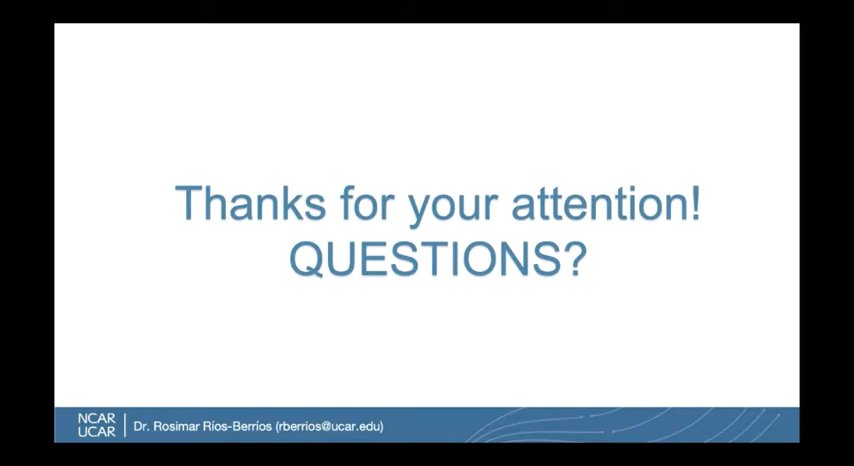 Thanks for your attention!
QUESTIONS?
NCAR
UCAR
Dr. Rosimar Ríos-Berríos (rberrios@ucar.edu)